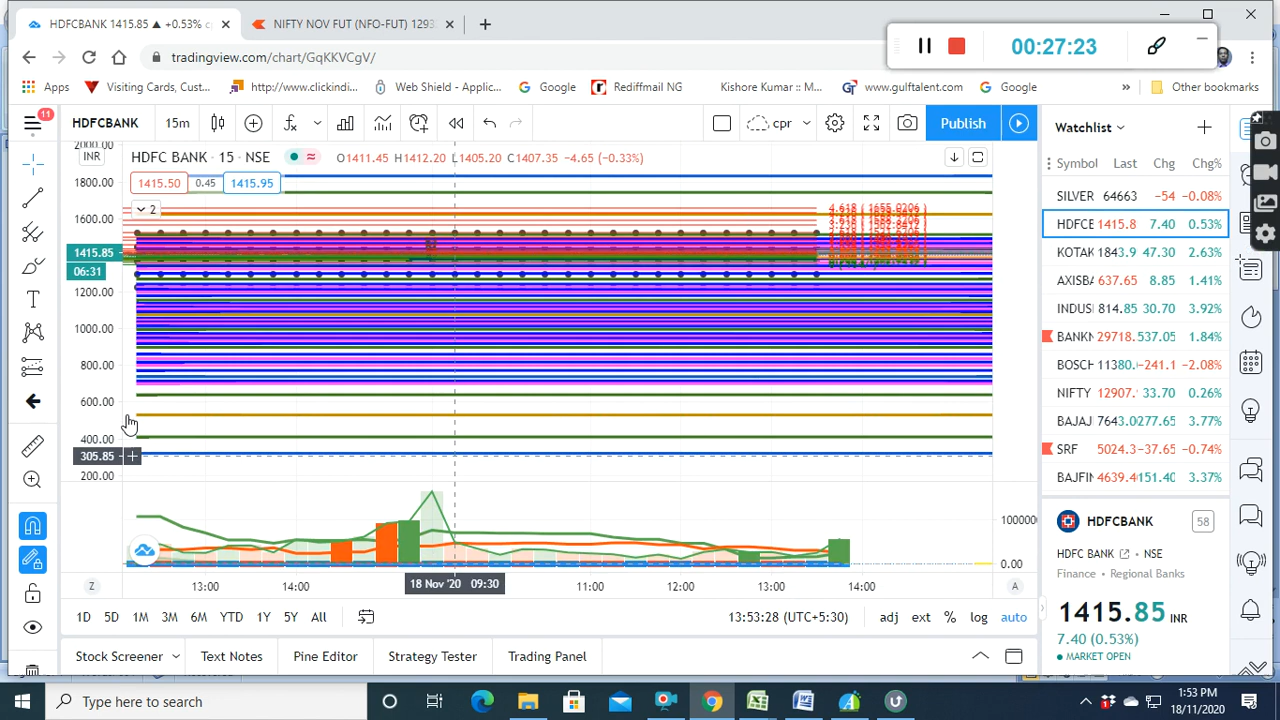 HDFCBANK 1415.85 ▲ +0.53%
NIFTY NOV FUT (NFO-FUT) 1293
00:27:23
tradingview.com/chart/GqKKVCgV/
Apps
Visiting Cards, Cust...
http://www.clickindi...
Web Shield - Applic...
Google
Rediffmail NG
Kishore Kumar :: M...
www.gulftalent.com
Google
»
Other bookmarks
11
HDFCBANK
15m
cpr
Publish
Watchlist
2000.00
INR
HDFC BANK · 15 · NSE
O1411.45 H1412.20 L1405.20 C1407.35 -4.65 (-0.33%)
1415.50
0.45
1415.95
2
1800.00
1600.00
1415.85
06:31
1200.00
1000.00
800.00
600.00
400.00
305.85
200.00
4.618 ( 1655.0206 )
Symbol Last Chg Chg%
SILVER 64663 -54 -0.08%
HDFCE 1415.8 7.40 0.53%
KOTAK 1843.9 47.30 2.63%
AXISBA 637.65 8.85 1.41%
INDUS 814.85 30.70 3.92%
BANKN 29718. 537.05 1.84%
BOSCH 11380. -241.1 -2.08%
NIFTY 12907. 33.70 0.26%
BAJAJ 7643.00 277.65 3.77%
SRF 5024.3 -37.65 -0.74%
BAJFIN 4639.40 151.40 3.37%
1000000
0.00
Z
13:00
14:00
18 Nov '20 09:30
11:00
12:00
13:00
14:00
A
1D 5D 1M 3M 6M YTD 1Y 5Y All
13:53:28 (UTC+5:30)
adj ext % log auto
Stock Screener
Text Notes
Pine Editor
Strategy Tester
Trading Panel
HDFCBANK
58
HDFC BANK
NSE
Finance • Regional Banks
1415.85 INR
7.40 (0.53%)
MARKET OPEN
Type here to search
1:53 PM
18/11/2020